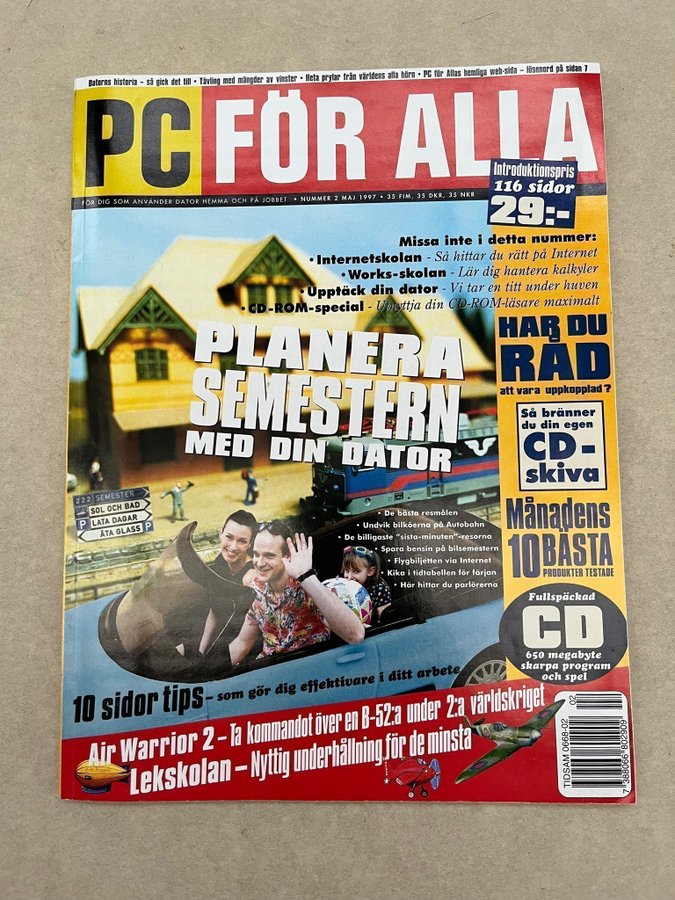 Datorns historia – så gick det till • Tävling med mängder av vinster • Heta prylar från världens alla hörn • PC för Allas hemliga web-sida – lösenord på sidan 7
PC FÖR ALLA
FÖR DIG SOM ANVÄNDER DATOR HEMMA OCH PÅ JOBBET • NUMMER 2 MAJ 1997 • 35 FIM, 35 DKR, 35 NKR
Introduktionspris
116 sidor
29:-
Missa inte i detta nummer:
• Internetskolan - Så hittar du rätt på Internet
• Works-skolan - Lär dig hantera kalkyler
• Upptäck din dator - Vi tar en titt under huven
• CD-ROM-special - Utnyttja din CD-ROM-läsare maximalt
PLANERA
SEMESTERN
MED DIN DATOR
HAR DU
RÅD
att vara uppkopplad?
Så bränner
du din egen
CD-
skiva
Månadens
10 BÄSTA
PRODUKTER TESTADE
222 SEMESTER
SOL OCH BAD
P LATA DAGAR
ÄTA GLASS P
• De bästa resmålen
• Undvik bilköerna på Autobahn
• De billigaste "sista-minuten"-resorna
• Spara bensin på bilsemestern
• Flygbiljetten via Internet
• Kika i tidtabellen för färjan
• Här hittar du parlörerna
Fullspäckad
CD
650 megabyte
skarpa program
och spel
10 sidor tips – som gör dig effektivare i ditt arbete
Air Warrior 2 – Ta kommandot över en B-52:a under 2:a världskriget
Lekskolan – Nyttig underhållning för de minsta
TIDSAM 0668-02
02
7 388066 802909